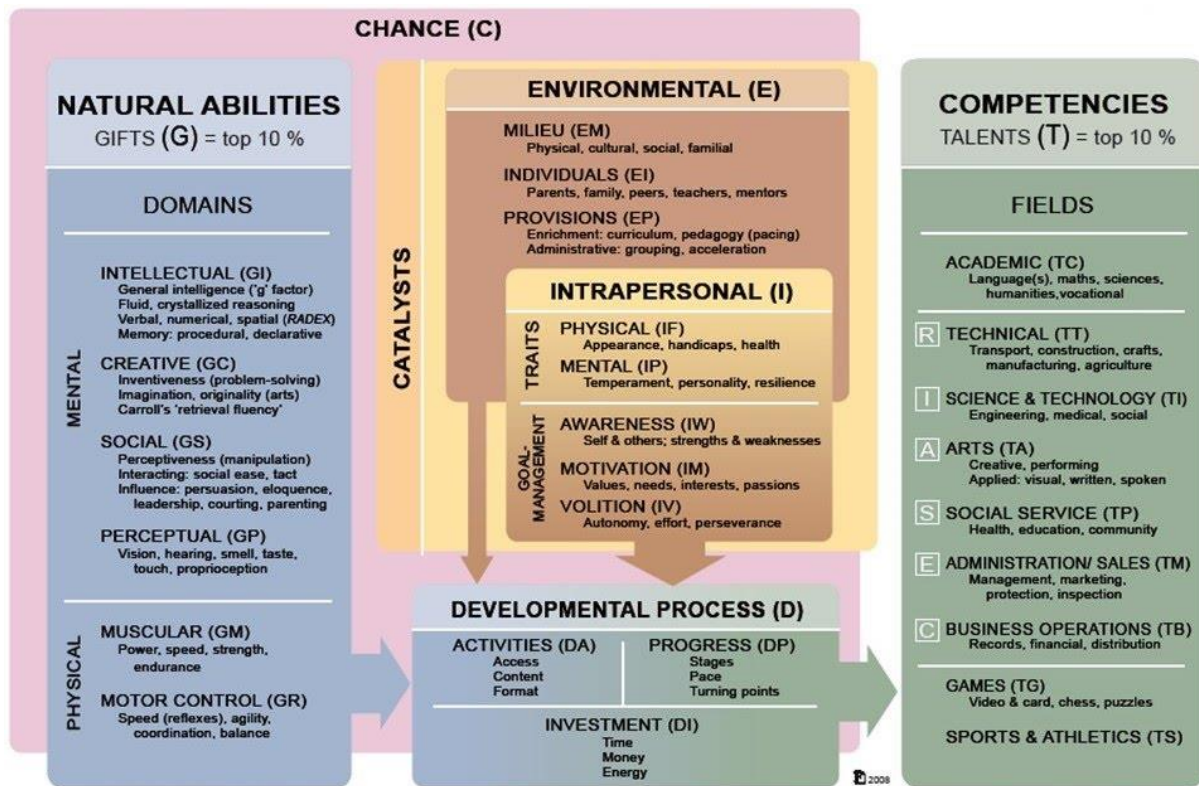 CHANCE (C)
NATURAL ABILITIES
GIFTS (G) = top 10 %
DOMAINS
MENTAL
INTELLECTUAL (GI)
General intelligence ('g' factor)
Fluid, crystallized reasoning
Verbal, numerical, spatial (RADEX)
Memory: procedural, declarative
CREATIVE (GC)
Inventiveness (problem-solving)
Imagination, originality (arts)
Carroll's 'retrieval fluency'
SOCIAL (GS)
Perceptiveness (manipulation)
Interacting: social ease, tact
Influence: persuasion, eloquence,
leadership, courting, parenting
PERCEPTUAL (GP)
Vision, hearing, smell, taste,
touch, proprioception
PHYSICAL
MUSCULAR (GM)
Power, speed, strength,
endurance
MOTOR CONTROL (GR)
Speed (reflexes), agility,
coordination, balance
CATALYSTS
ENVIRONMENTAL (E)
MILIEU (EM)
Physical, cultural, social, familial
INDIVIDUALS (EI)
Parents, family, peers, teachers, mentors
PROVISIONS (EP)
Enrichment: curriculum, pedagogy (pacing)
Administrative: grouping, acceleration
INTRAPERSONAL (I)
TRAITS
PHYSICAL (IF)
Appearance, handicaps, health
MENTAL (IP)
Temperament, personality, resilience
GOAL-
MANAGEMENT
AWARENESS (IW)
Self & others; strengths & weaknesses
MOTIVATION (IM)
Values, needs, interests, passions
VOLITION (IV)
Autonomy, effort, perseverance
DEVELOPMENTAL PROCESS (D)
ACTIVITIES (DA)
Access
Content
Format
PROGRESS (DP)
Stages
Pace
Turning points
INVESTMENT (DI)
Time
Money
Energy
2008
COMPETENCIES
TALENTS (T) = top 10 %
FIELDS
ACADEMIC (TC)
Language(s), maths, sciences,
humanities,vocational
R TECHNICAL (TT)
Transport, construction, crafts,
manufacturing, agriculture
I SCIENCE & TECHNOLOGY (TI)
Engineering, medical, social
A ARTS (TA)
Creative, performing
Applied: visual, written, spoken
S SOCIAL SERVICE (TP)
Health, education, community
E ADMINISTRATION/ SALES (TM)
Management, marketing,
protection, inspection
C BUSINESS OPERATIONS (TB)
Records, financial, distribution
GAMES (TG)
Video & card, chess, puzzles
SPORTS & ATHLETICS (TS)